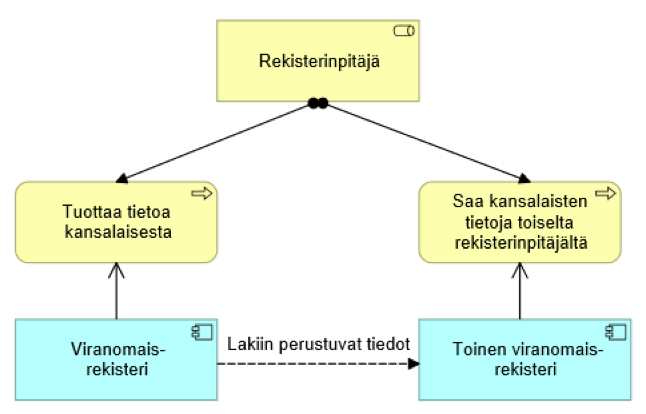 Rekisterinpitäjä
Tuottaa tietoa
kansalaisesta
Saa kansalaisten
tietoja toiselta
rekisterinpitäjältä
Viranomais-
rekisteri
Lakiin perustuvat tiedot
Toinen viranomais-
rekisteri